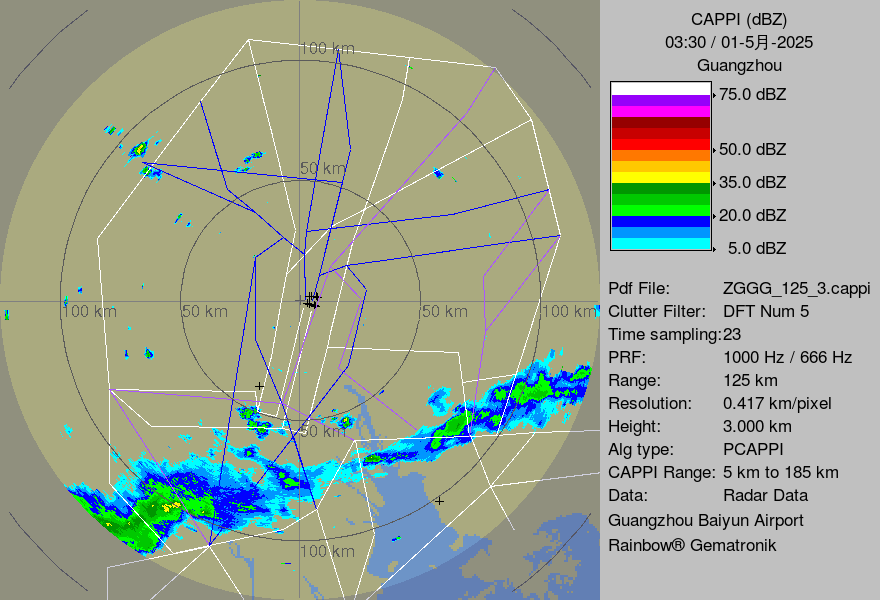 CAPPI (dBZ)
03:30 / 01-5月-2025
Guangzhou
75.0 dBZ
50.0 dBZ
35.0 dBZ
20.0 dBZ
5.0 dBZ
Pdf File: ZGGG_125_3.cappi
Clutter Filter: DFT Num 5
Time sampling:23
PRF: 1000 Hz / 666 Hz
Range: 125 km
Resolution: 0.417 km/pixel
Height: 3.000 km
Alg type: PCAPPI
CAPPI Range: 5 km to 185 km
Data: Radar Data
Guangzhou Baiyun Airport
Rainbow® Gematronik
100 km
50 km
100 km 50 km 50 km 100 km
50 km
100 km